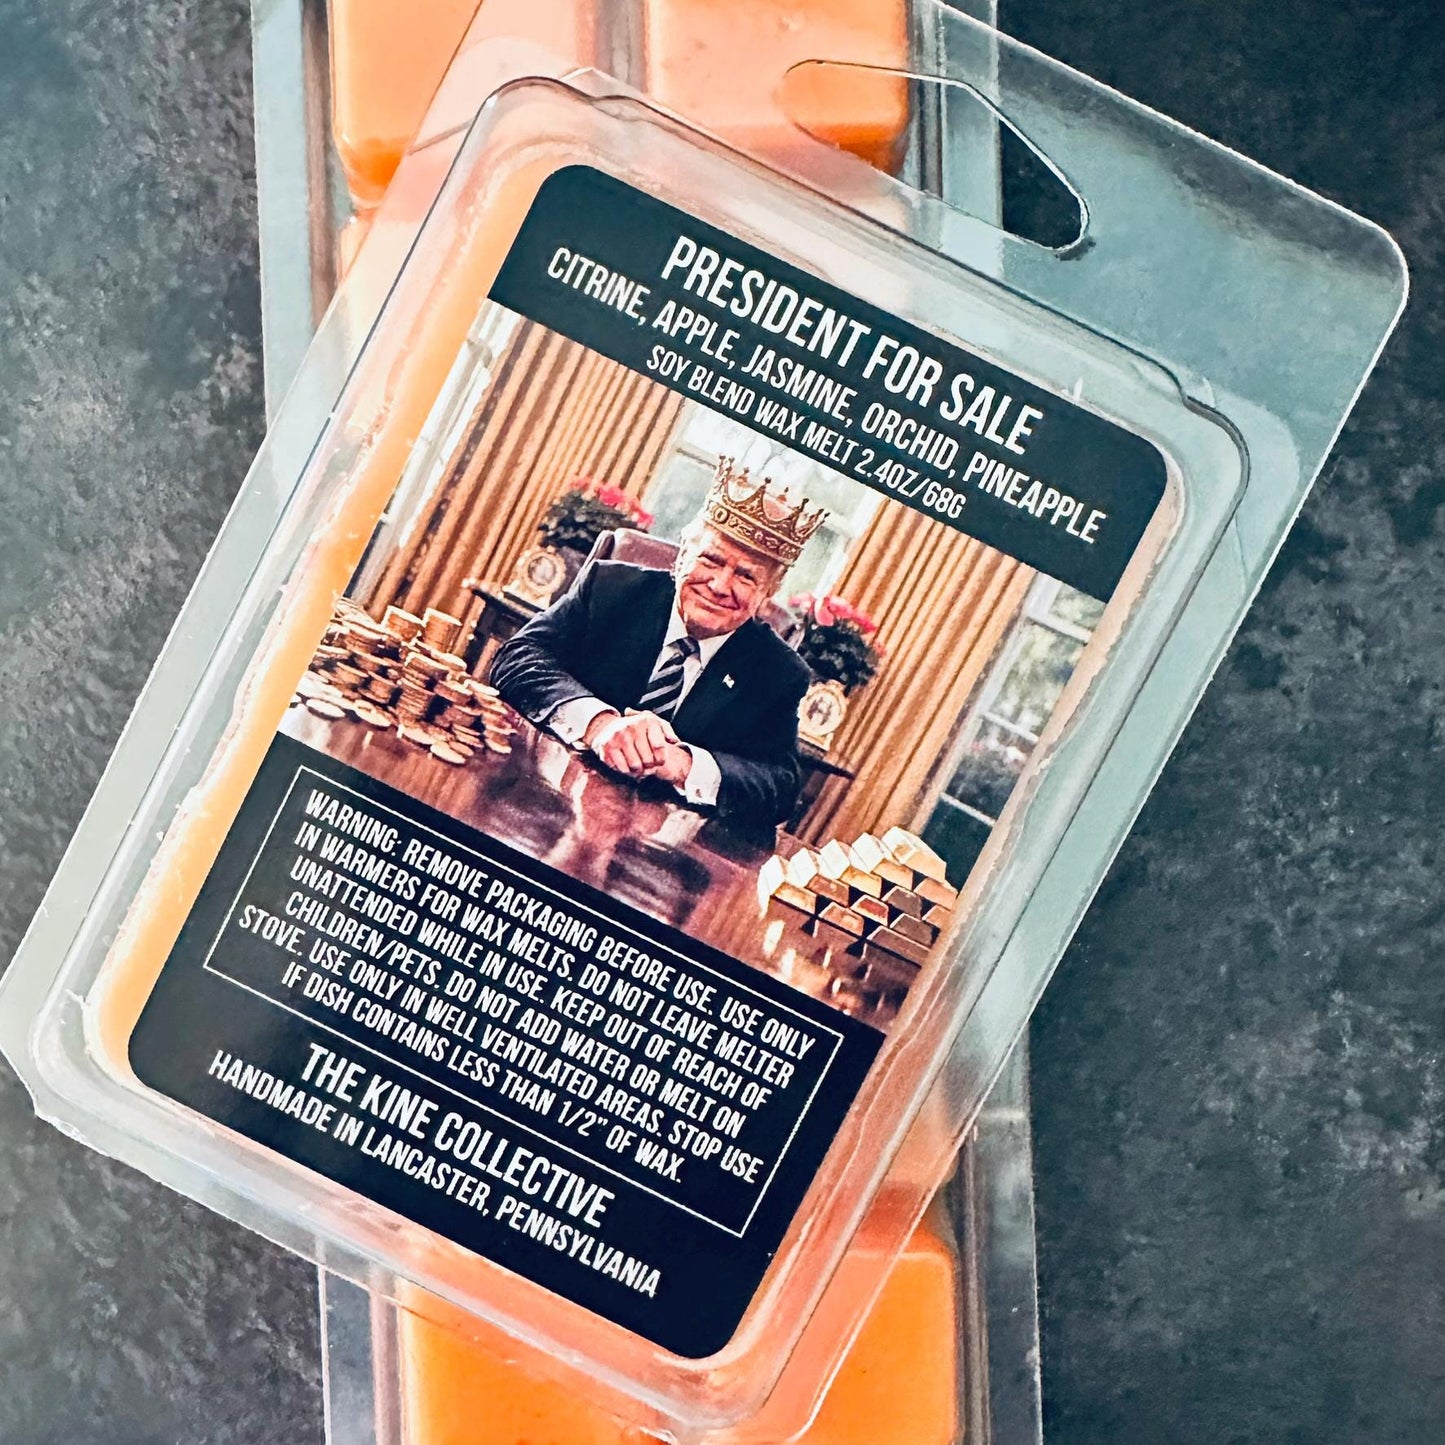 PRESIDENT FOR SALE
CITRINE, APPLE, JASMINE, ORCHID, PINEAPPLE
SOY BLEND WAX MELT 2.4OZ/68G
WARNING: REMOVE PACKAGING BEFORE USE. USE ONLY
IN WARMERS FOR WAX MELTS. DO NOT LEAVE MELTER
UNATTENDED WHILE IN USE. KEEP OUT OF REACH OF
CHILDREN/PETS. DO NOT ADD WATER OR MELT ON
STOVE. USE ONLY IN WELL VENTILATED AREAS. STOP USE
IF DISH CONTAINS LESS THAN 1/2" OF WAX.
THE KINE COLLECTIVE
HANDMADE IN LANCASTER, PENNSYLVANIA